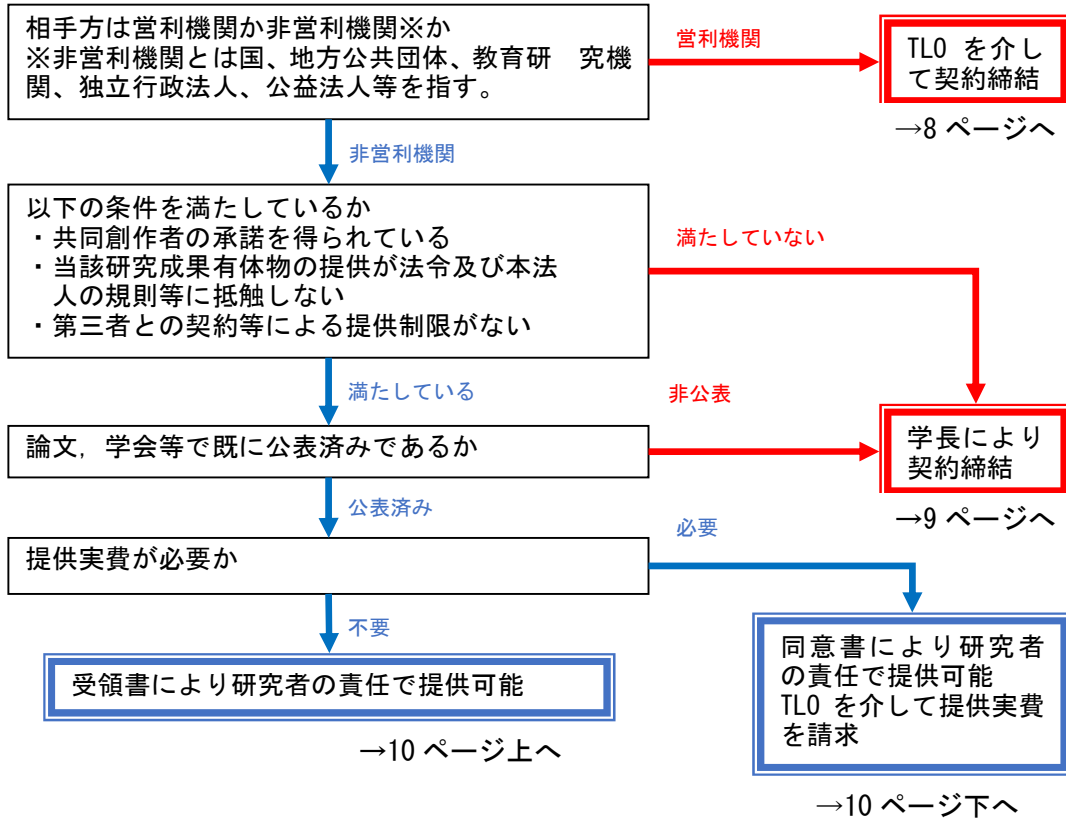 相手方は営利機関か非営利機関※か
※非営利機関とは国、地方公共団体、教育研　究機
関、独立行政法人、公益法人等を指す。
営利機関
TLO を介し
て契約締結
→8 ページへ
非営利機関
以下の条件を満たしているか
・共同創作者の承諾を得られている
・当該研究成果有体物の提供が法令及び本法
人の規則等に抵触しない
・第三者との契約等による提供制限がない
満たしていない
満たしている
非公表
論文，学会等で既に公表済みであるか
学長により
契約締結
→9 ページへ
公表済み
必要
提供実費が必要か
不要
受領書により研究者の責任で提供可能
→10 ページ上へ
同意書により研究者
の責任で提供可能
TLO を介して提供実費
を請求
→10 ページ下へ